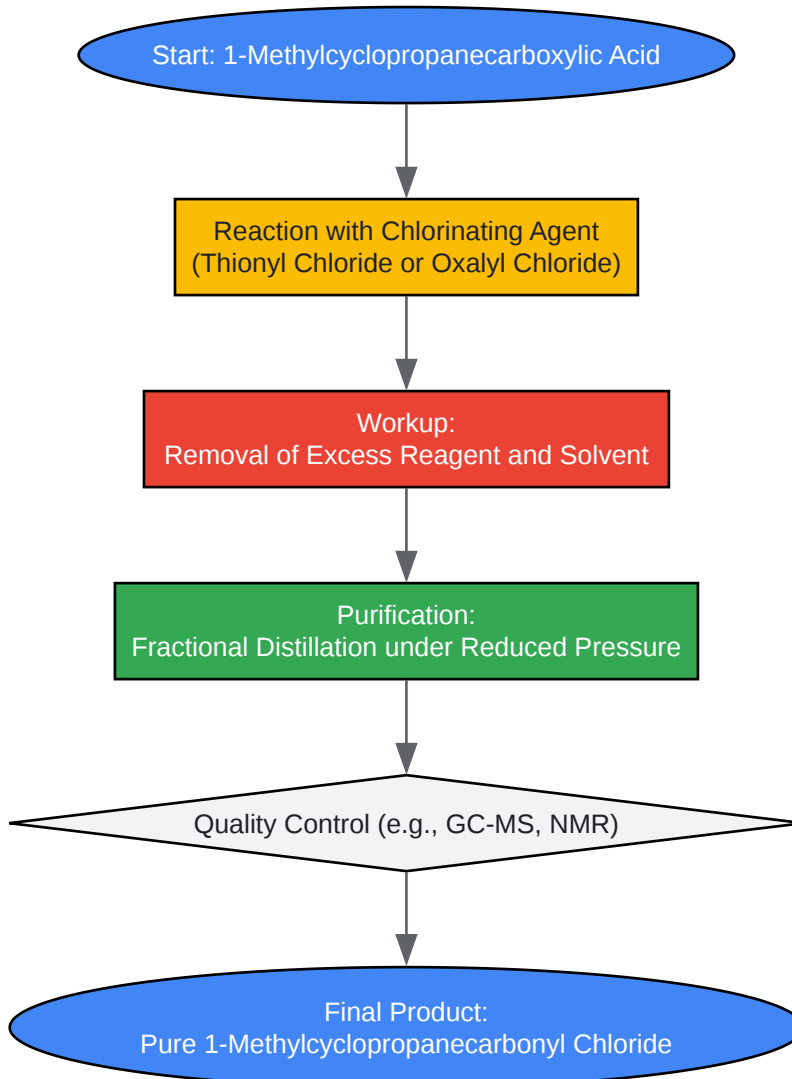 Start: 1-Methylcyclopropanecarboxylic Acid
Reaction with Chlorinating Agent
(Thionyl Chloride or Oxalyl Chloride)
Workup:
Removal of Excess Reagent and Solvent
Purification:
Fractional Distillation under Reduced Pressure
Quality Control (e.g., GC-MS, NMR)
Final Product:
Pure 1-Methylcyclopropanecarbonyl Chloride